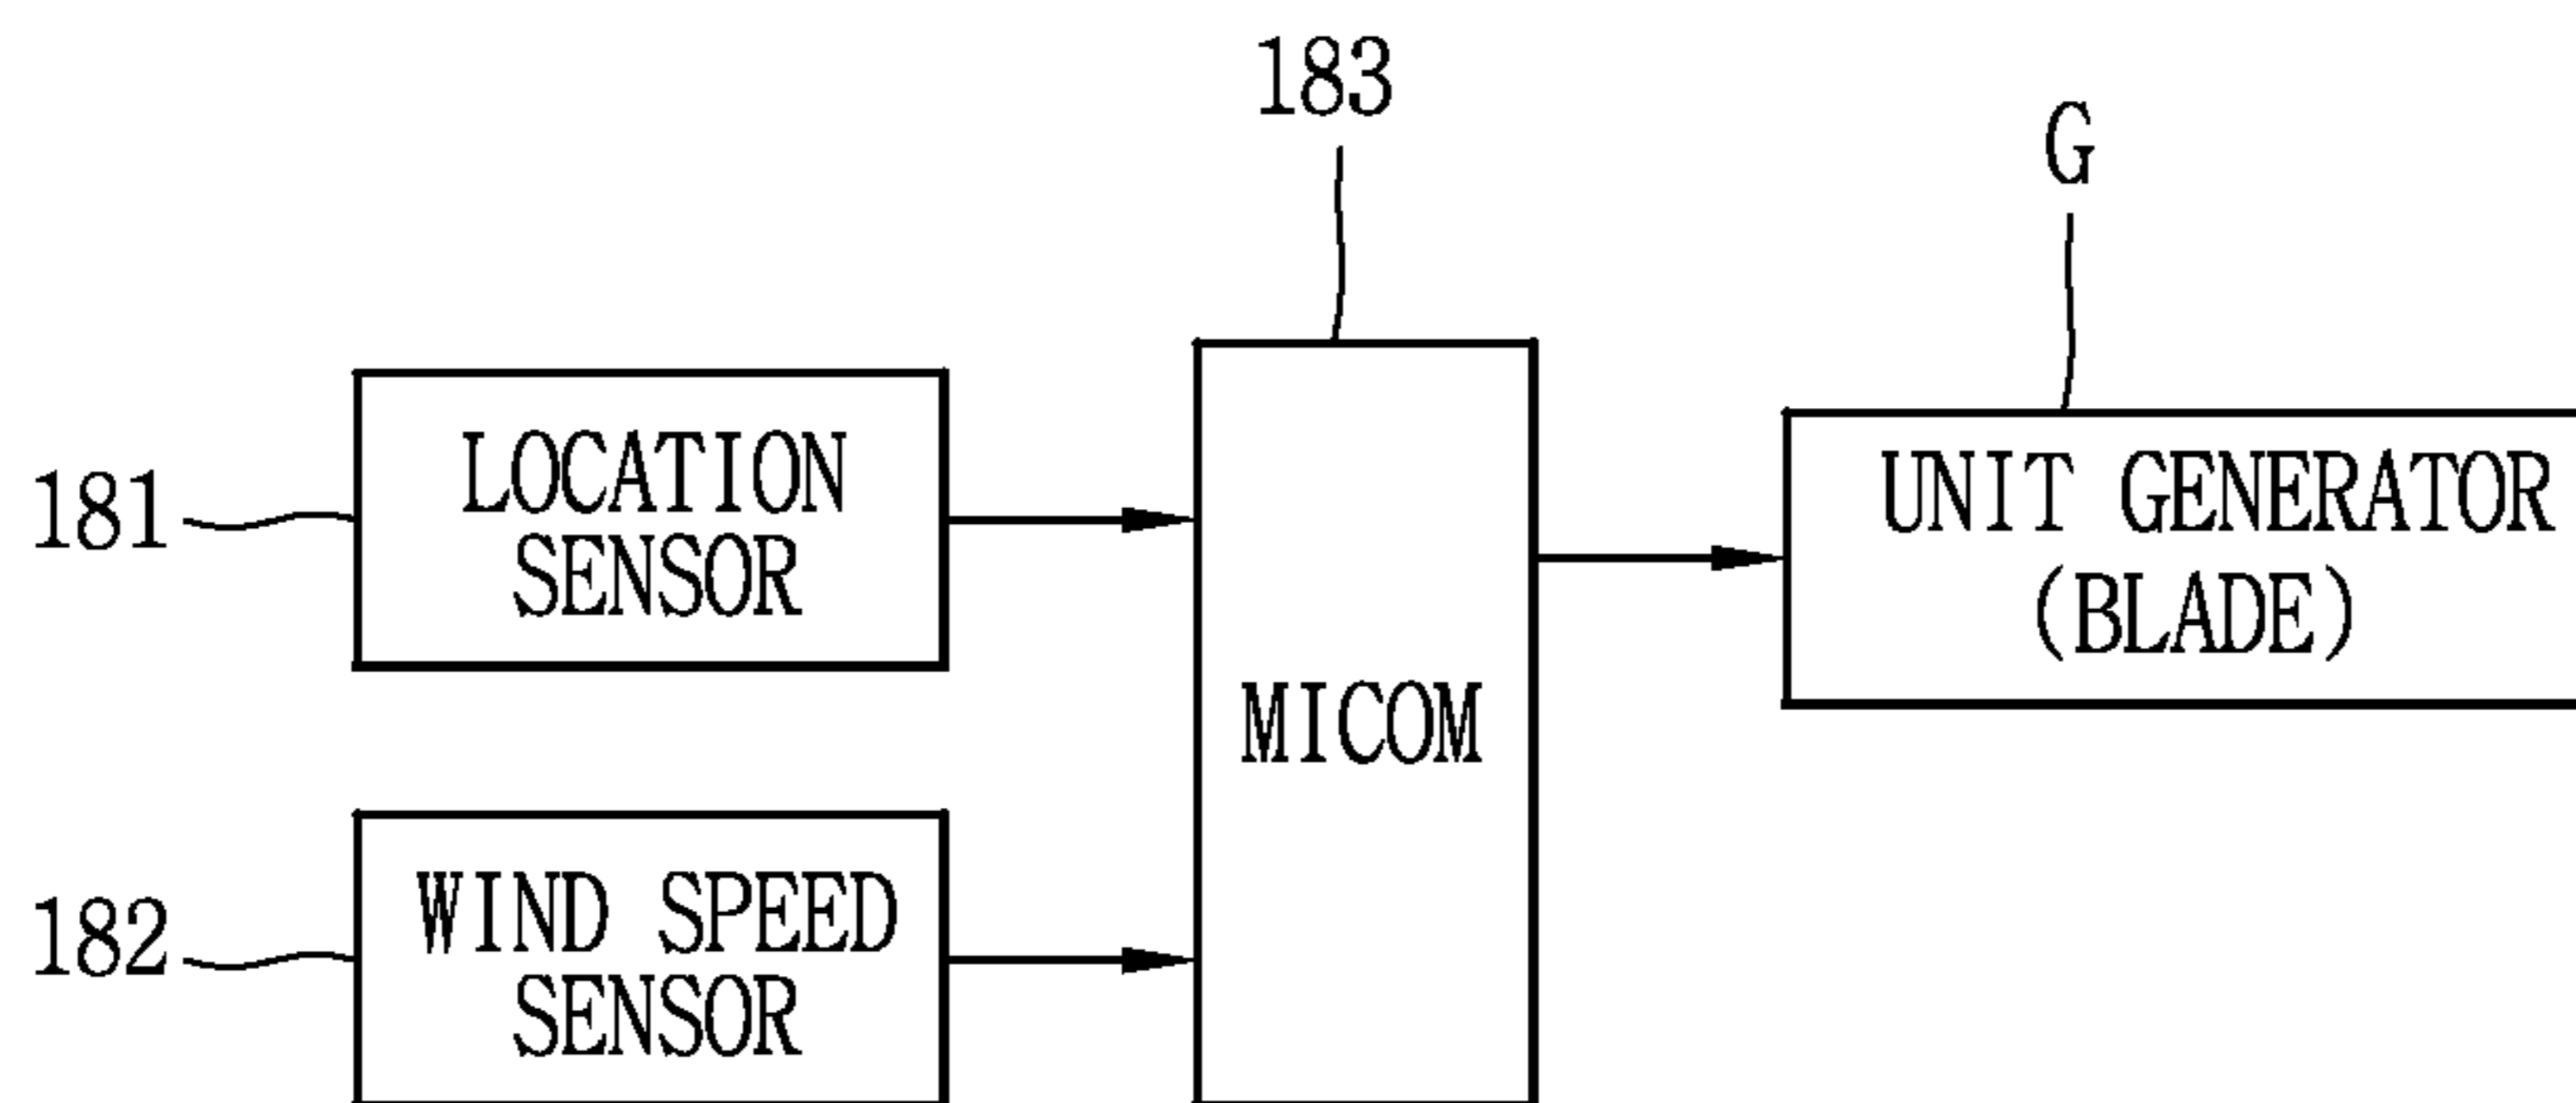 183
G
181
LOCATION
SENSOR
UNIT GENERATOR
(BLADE)
MICOM
182
WIND SPEED
SENSOR